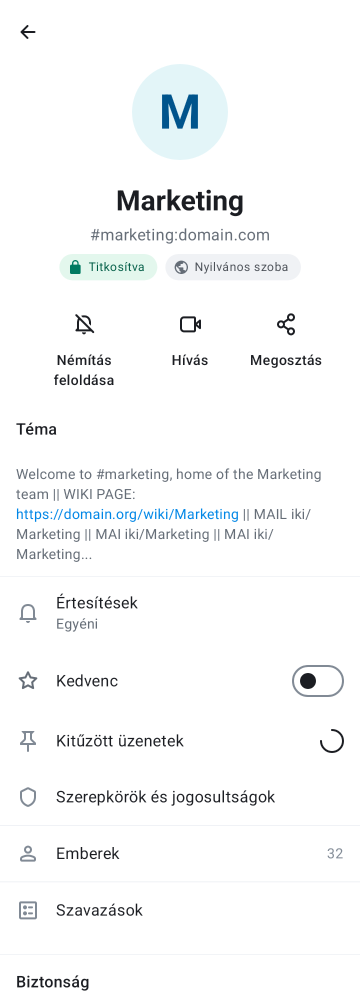 M
Marketing
#marketing:domain.com
Titkosítva
Nyilvános szoba
Némítás
feloldása
Hívás
Megosztás
Téma
Welcome to #marketing, home of the Marketing
team || WIKI PAGE:
https://domain.org/wiki/Marketing || MAIL iki/
Marketing || MAI iki/Marketing || MAI iki/
Marketing...
Értesítések
Egyéni
Kedvenc
Kitűzött üzenetek
Szerepkörök és jogosultságok
Emberek 32
Szavazások
Biztonság